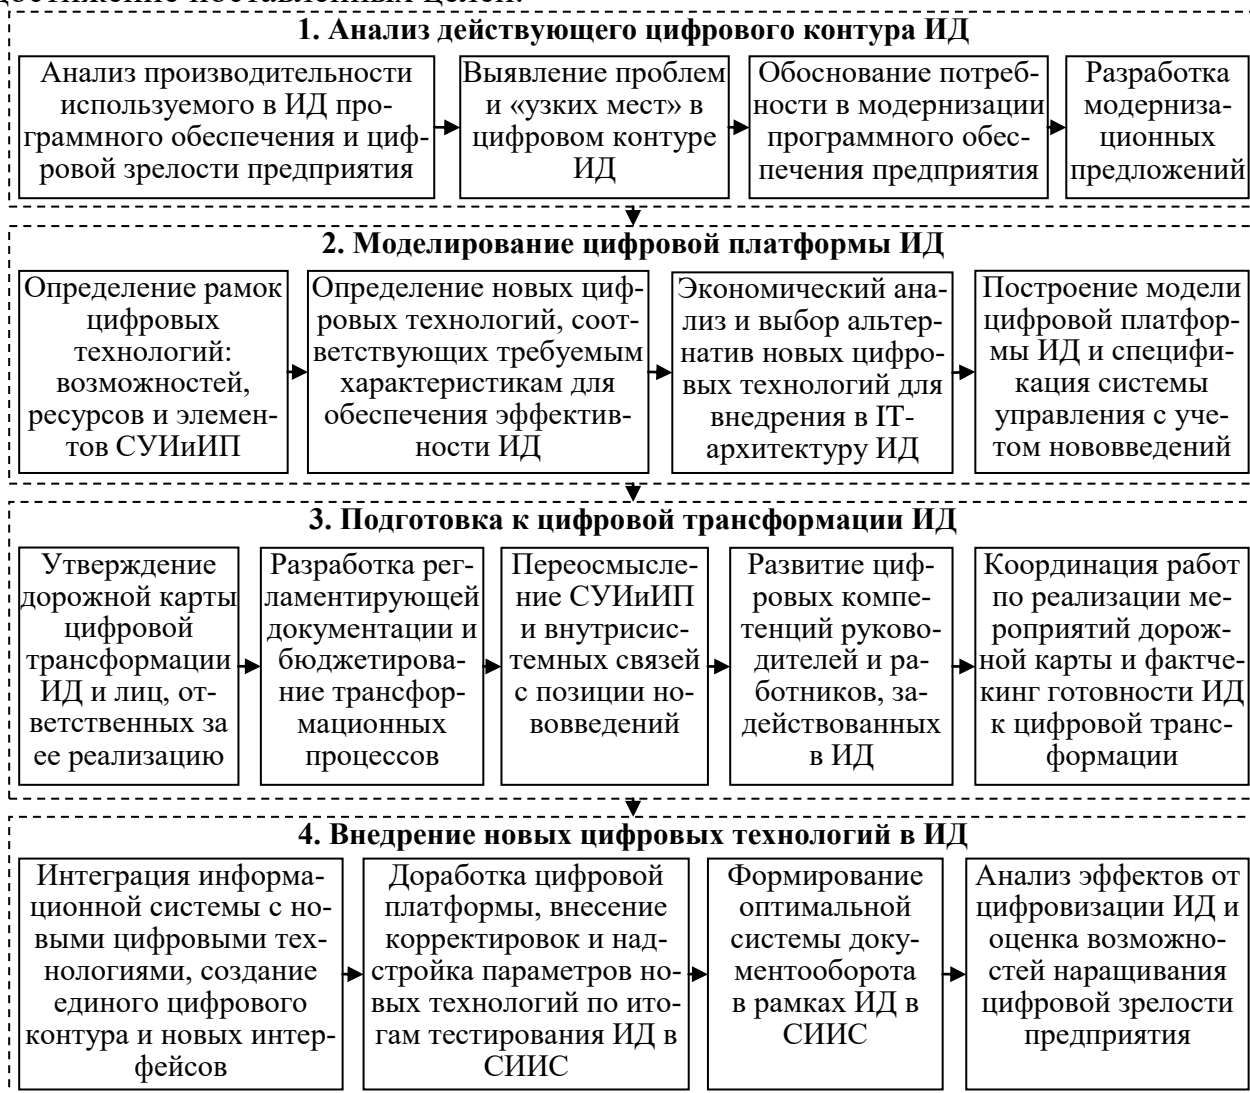 достижение поставленных целей.
1. Анализ действующего цифрового контура ИД
Анализ производительности
используемого в ИД про-
граммного обеспечения и циф-
ровой зрелости предприятия
Выявление проблем
и «узких мест» в
цифровом контуре
ИД
Обоснование потреб-
ности в модернизации
программного обес-
печения предприятия
Разработка
модерниза-
ционных
предложений
2. Моделирование цифровой платформы ИД
Определение рамок
цифровых
технологий:
возможностей,
ресурсов и элемен-
тов СУИиИП
Определение новых циф-
ровых технологий, соот-
ветствующих требуемым
характеристикам для
обеспечения эффектив-
ности ИД
Экономический ана-
лиз и выбор альтер-
натив новых цифро-
вых технологий для
внедрения в IT-
архитектуру ИД
Построение модели
цифровой платфор-
мы ИД и специфи-
кация системы
управления с уче-
том нововведений
3. Подготовка к цифровой трансформации ИД
Утверждение
дорожной карты
цифровой
трансформации
ИД и лиц, от-
ветственных за
ее реализацию
Разработка рег-
ламентирующей
документации и
бюджетирова-
ние трансфор-
мационных
процессов
Переосмысле-
ние СУИиИП
и внутрисис-
темных связей
с позиции но-
вовведений
Развитие циф-
ровых компе-
тенций руково-
дителей и ра-
ботников, за-
действованных
в ИД
Координация работ
по реализации ме-
роприятий дорож-
ной карты и фактче-
кинг готовности ИД
к цифровой транс-
формации
4. Внедрение новых цифровых технологий в ИД
Интеграция информа-
ционной системы с но-
выми цифровыми тех-
нологиями, создание
единого цифрового
контура и новых интер-
фейсов
Доработка цифровой
платформы, внесение
корректировок и над-
стройка параметров но-
вых технологий по ито-
гам тестирования ИД в
СИИС
Формирование
оптимальной
системы доку-
ментооборота
в рамках ИД в
СИИС
Анализ эффектов от
цифровизации ИД и
оценка возможно-
стей наращивания
цифровой зрелости
предприятия